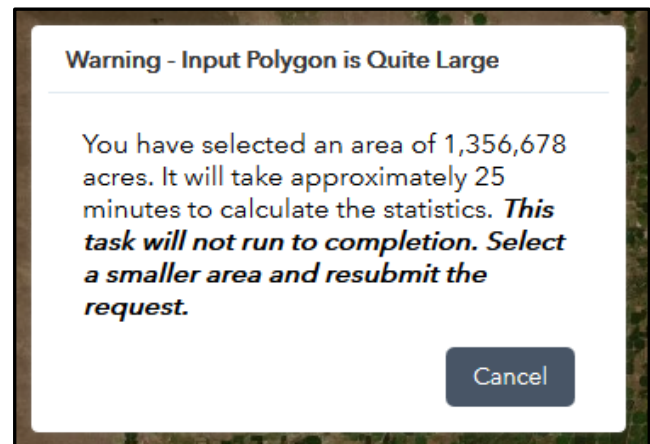 Warning - Input Polygon is Quite Large
You have selected an area of 1,356,678
acres. It will take approximately 25
minutes to calculate the statistics. This
task will not run to completion. Select
a smaller area and resubmit the
request.
Cancel